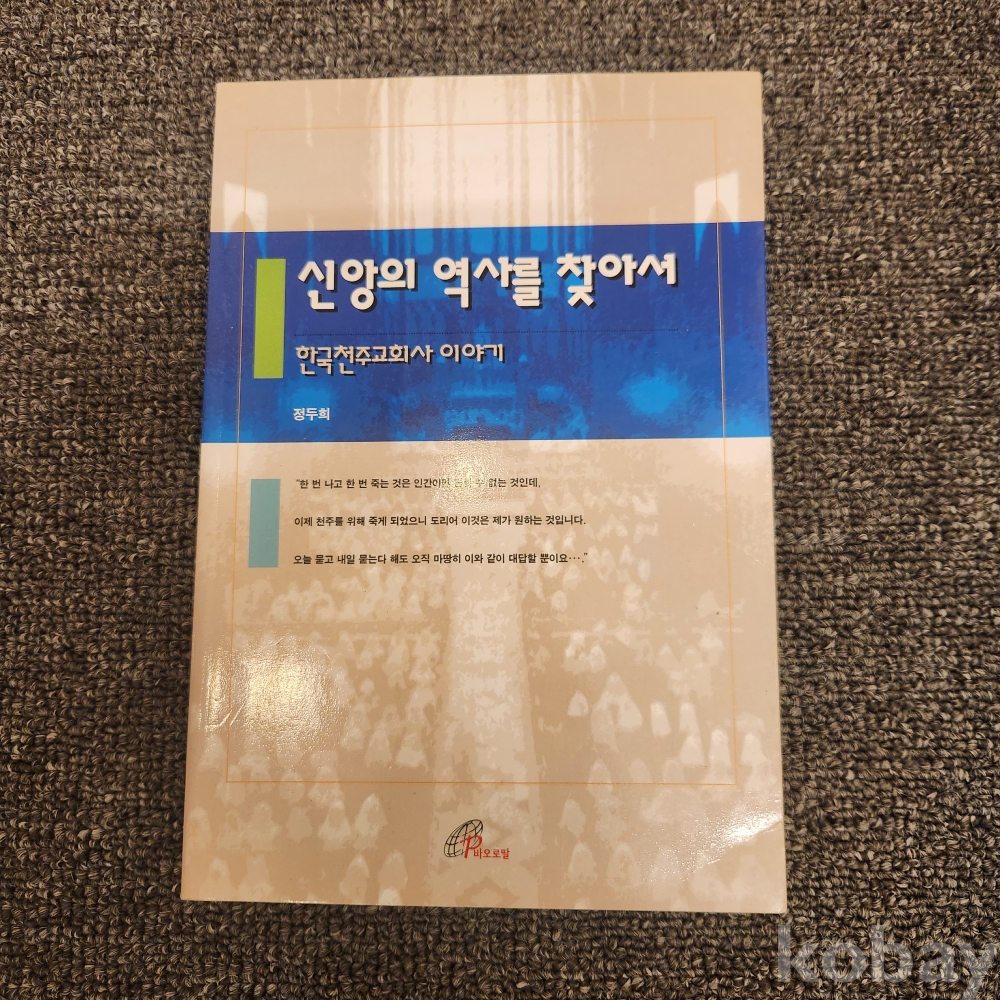 신앙의 역사를 찾아서
한국천주교회사 이야기
정두희
"한 번 나고 한 번 죽는 것은 인간이면 없는 것인데,
이제 천주를 위해 죽게 되었으니 도리어 이것은 제가 원하는 것입니다.
오늘 묻고 내일 묻는다 해도 오직 마땅히 이와 같이 대답할 뿐이요···."
바오로딸
kobay